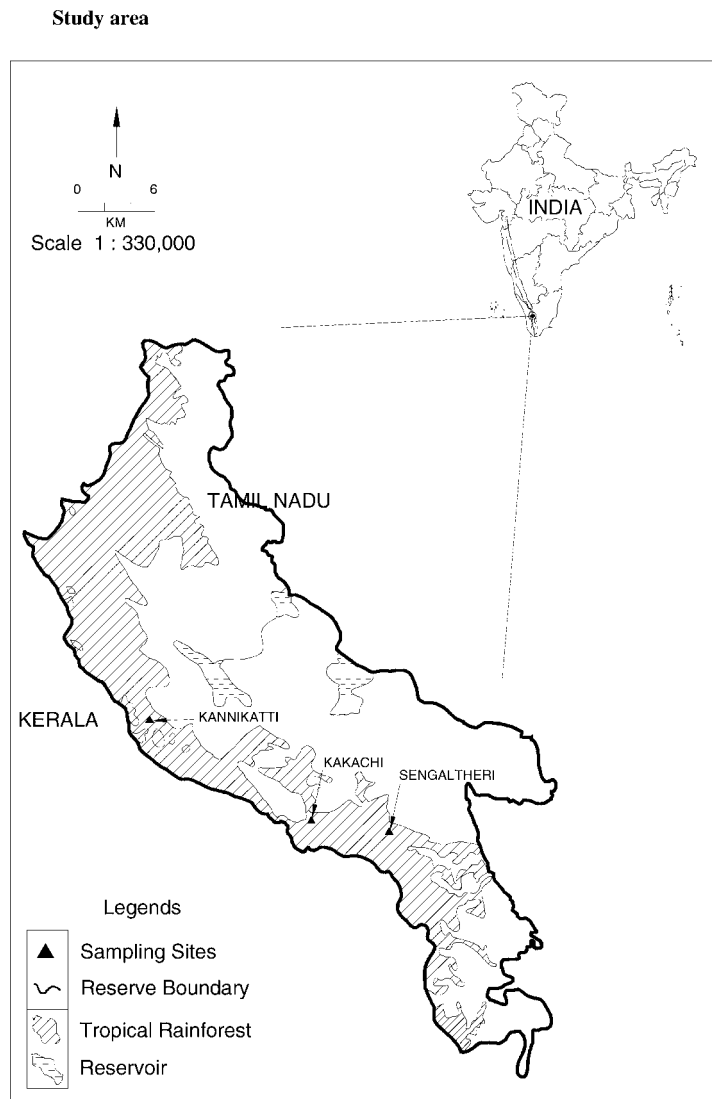 Study area
N
0 6
KM
Scale 1 : 330,000
INDIA
TAMIL NADU
KERALA
KANNIKATTI
KAKACHI
SENGALTHERI
Legends
Sampling Sites
Reserve Boundary
Tropical Rainforest
Reservoir